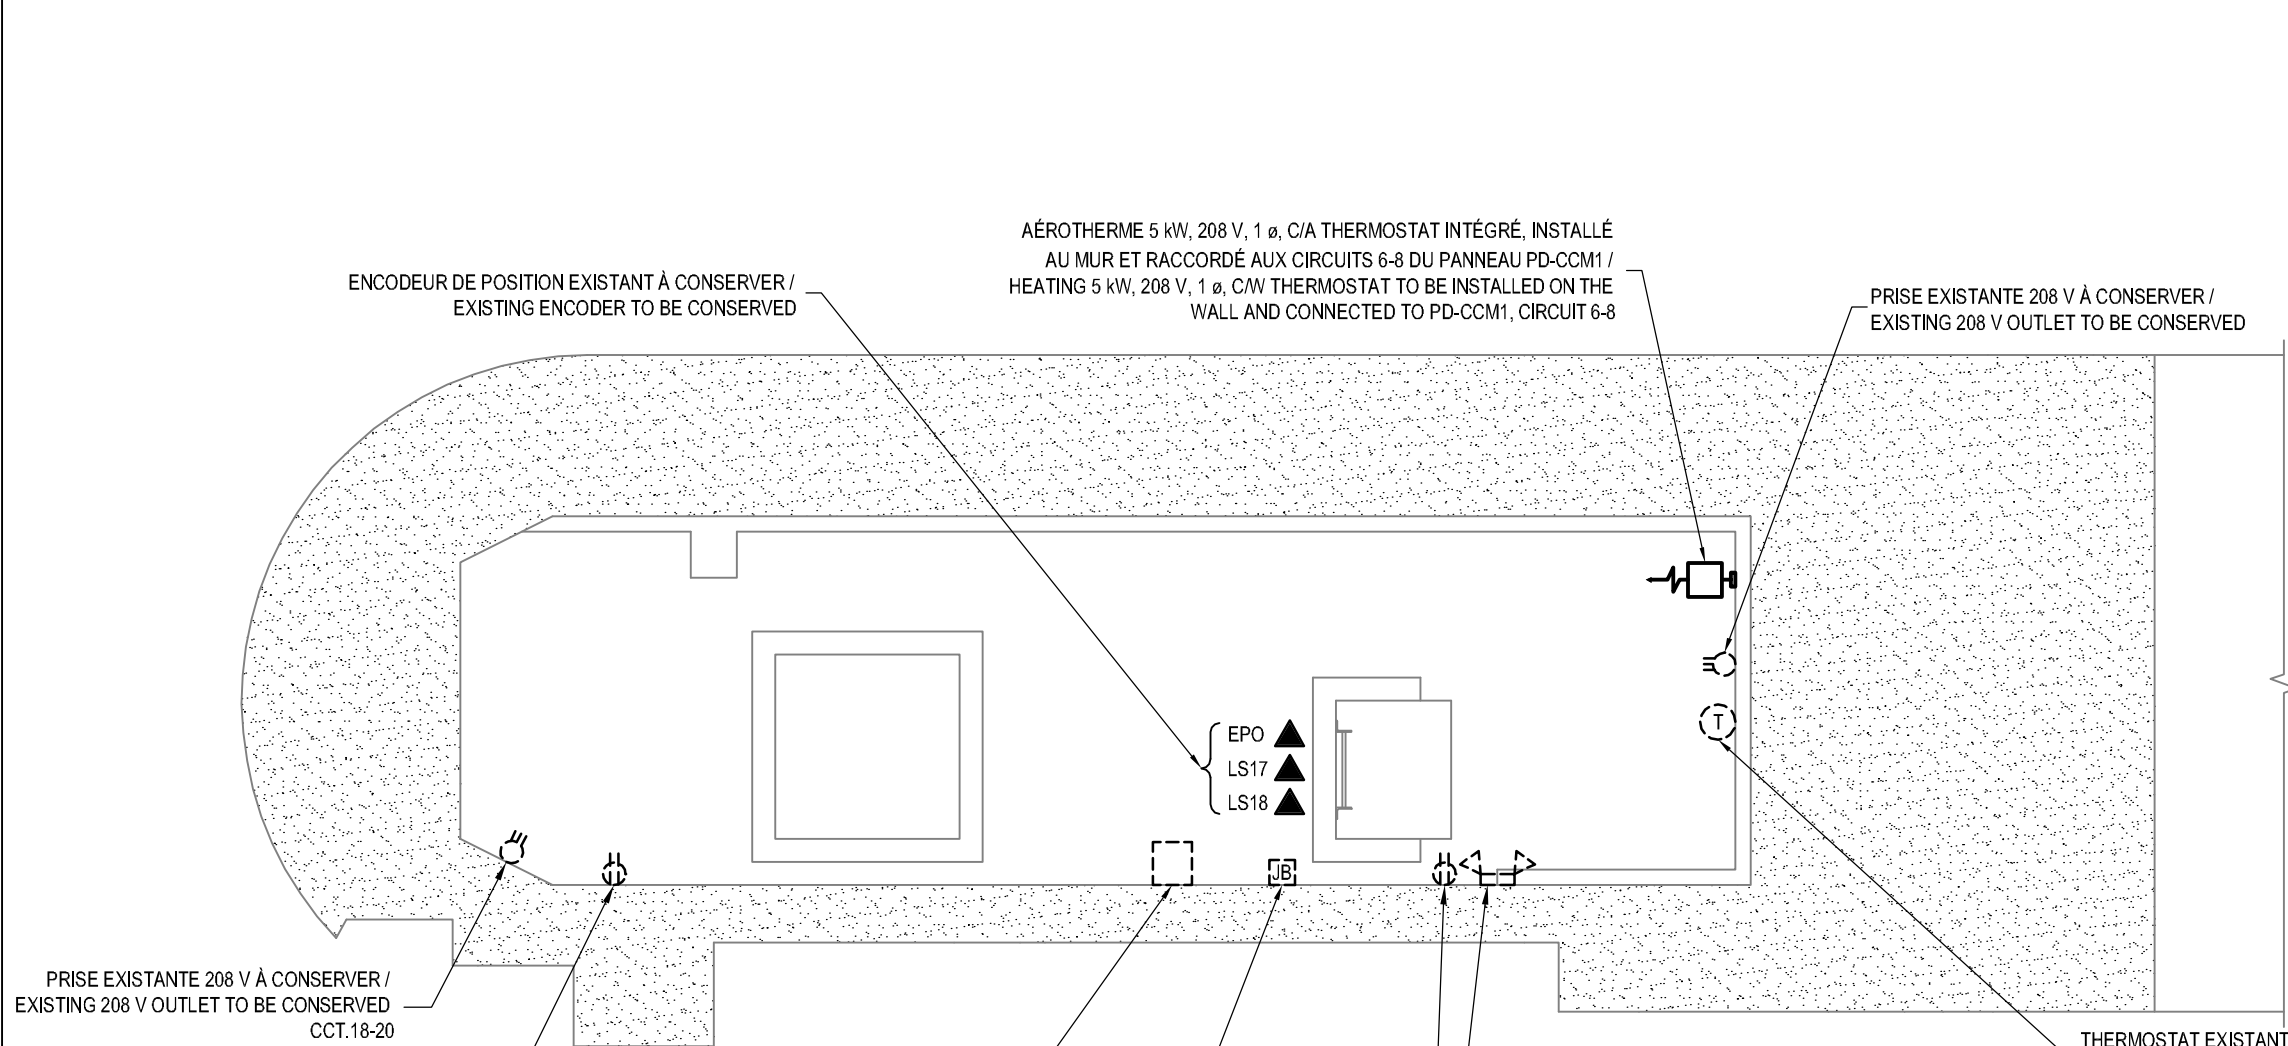 AÉROTHERME 5 kW, 208 V, 1 ø, C/A THERMOSTAT INTÉGRÉ, INSTALLÉ
AU MUR ET RACCORDÉ AUX CIRCUITS 6-8 DU PANNEAU PD-CCM1 /
HEATING 5 kW, 208 V, 1 ø, C/W THERMOSTAT TO BE INSTALLED ON THE
WALL AND CONNECTED TO PD-CCM1, CIRCUIT 6-8
ENCODEUR DE POSITION EXISTANT À CONSERVER /
EXISTING ENCODER TO BE CONSERVED
PRISE EXISTANTE 208 V À CONSERVER /
EXISTING 208 V OUTLET TO BE CONSERVED
T
EPO
LS17
LS18
JB
PRISE EXISTANTE 208 V À CONSERVER /
EXISTING 208 V OUTLET TO BE CONSERVED
CCT.18-20
THERMOSTAT EXISTANT